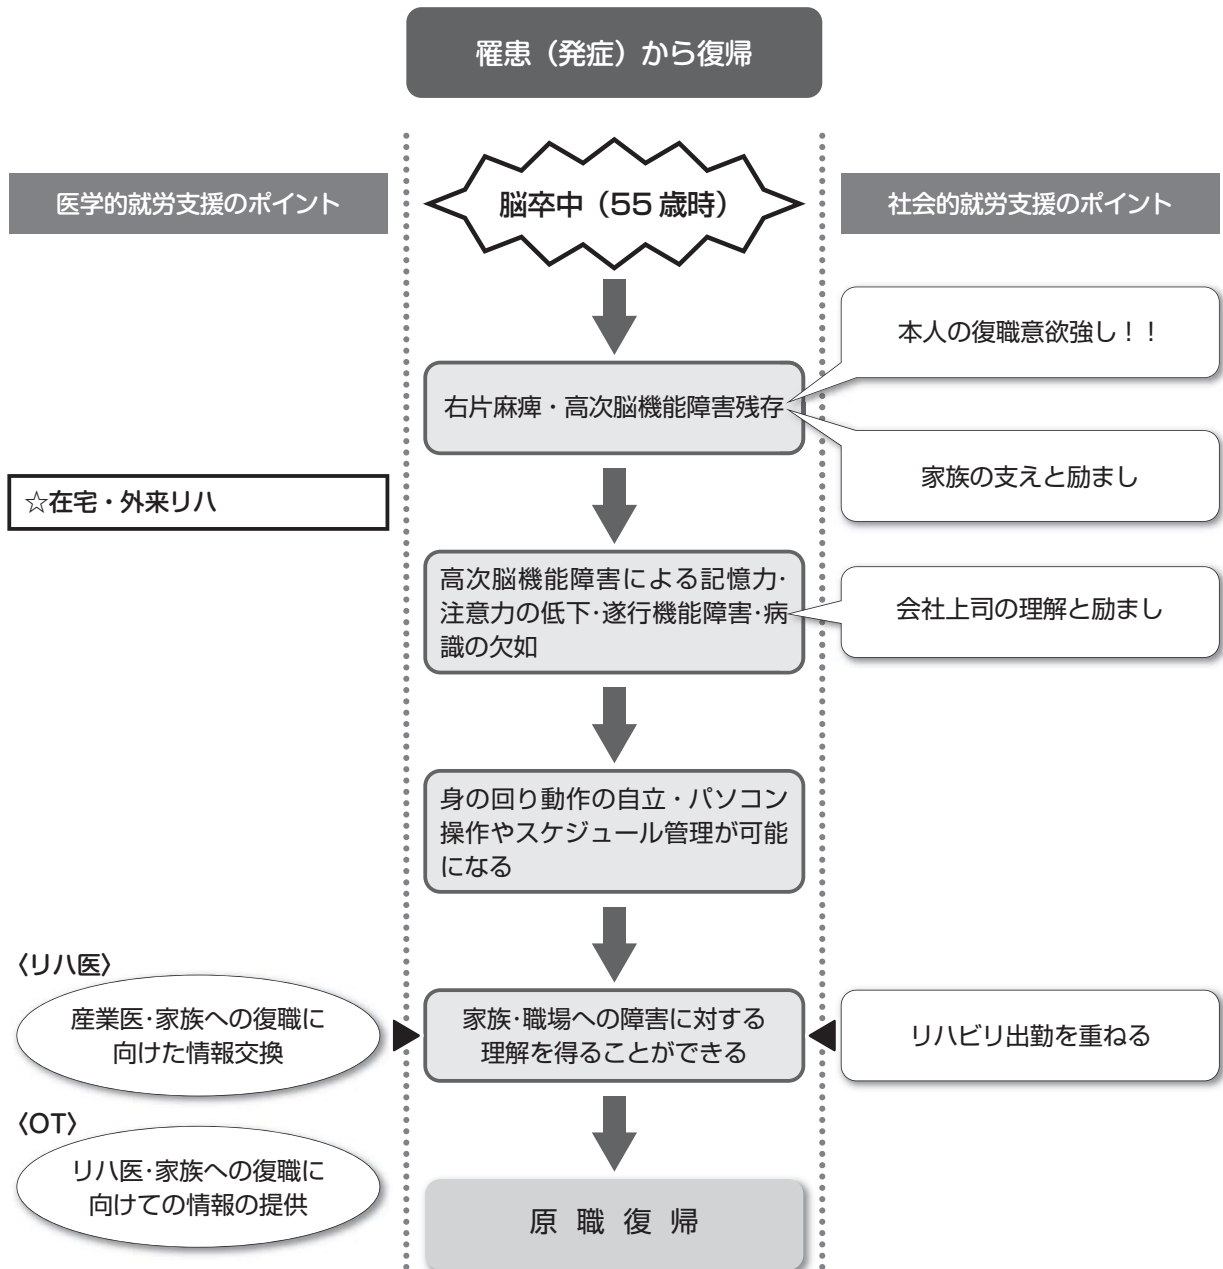 罹患（発症）から復帰
医学的就労支援のポイント
脳卒中（55 歳時）
社会的就労支援のポイント
本人の復職意欲強し！！
右片麻痺・高次脳機能障害残存
家族の支えと励まし
☆在宅・外来リハ
高次脳機能障害による記憶力・
注意力の低下・遂行機能障害・病
識の欠如
会社上司の理解と励まし
身の回り動作の自立・パソコン
操作やスケジュール管理が可能
になる
〈リハ医〉
産業医・家族への復職に
向けた情報交換
家族・職場への障害に対する
理解を得ることができる
リハビリ出勤を重ねる
〈OT〉
リハ医・家族への復職に
向けての情報の提供
原 職 復 帰